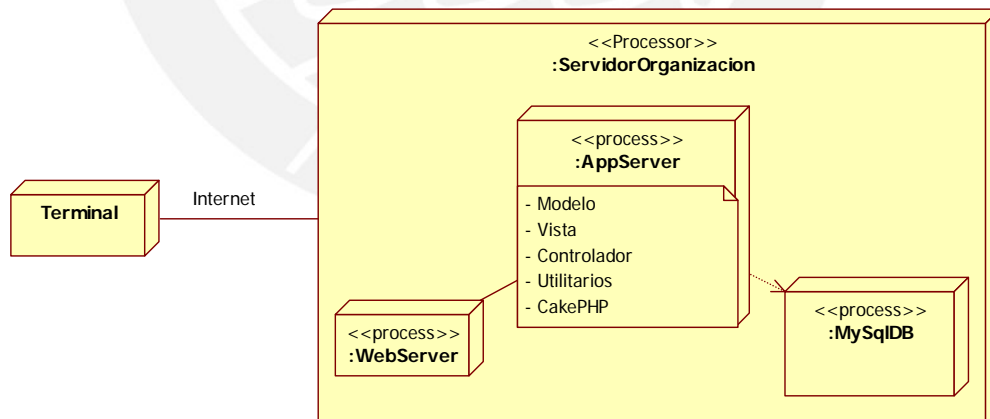 <<Processor>>
:ServidorOrganizacion
<<process>>
:AppServer
- Modelo
- Vista
- Controlador
- Utilitarios
- CakePHP
Terminal
Internet
<<process>>
:WebServer
<<process>>
:MySqlDB